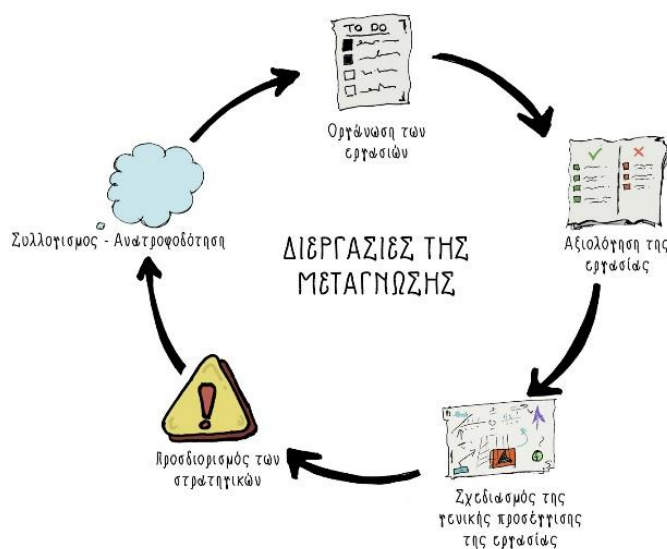 TO DO
Οργάνωση των
εργασιών
Αξιολόγηση της
εργασίας
Συλλογισμος - Ανατροφοδότηση
ΔΙΕΡΓΑΣΙΕΣ ΤΗΣ
ΜΕΤΑΓΝΩΣΗΣ
Προσδιορισμός των
στρατηγικών
Σχεδιασμός της
γενικής προσέγγισης
της εργασίας